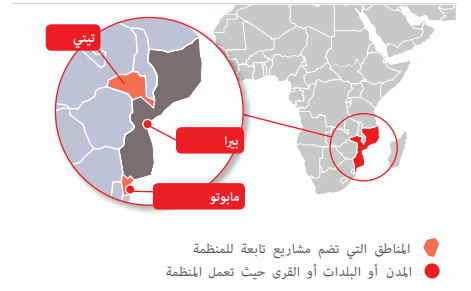 تيتي
بيرا
مابوتو
المناطق التي تضم مشاريع تابعة للمنظمة
المدن أو البلدات أو القرى حيث تعمل المنظمة